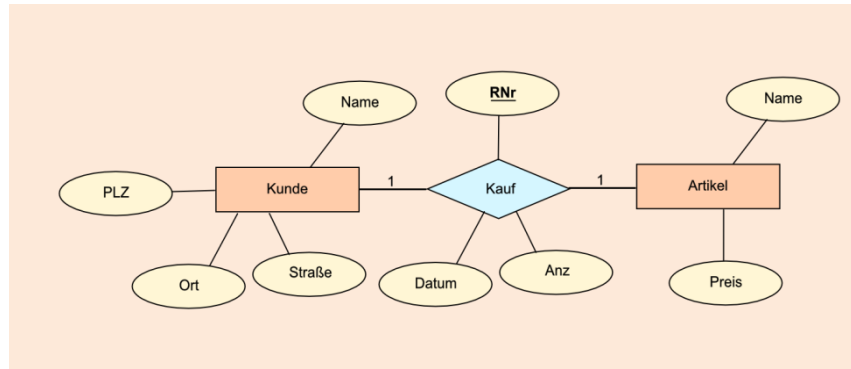 RNr
Name
Name
1
1
Kunde
Kauf
Artikel
PLZ
Ort
Straße
Datum
Anz
Preis